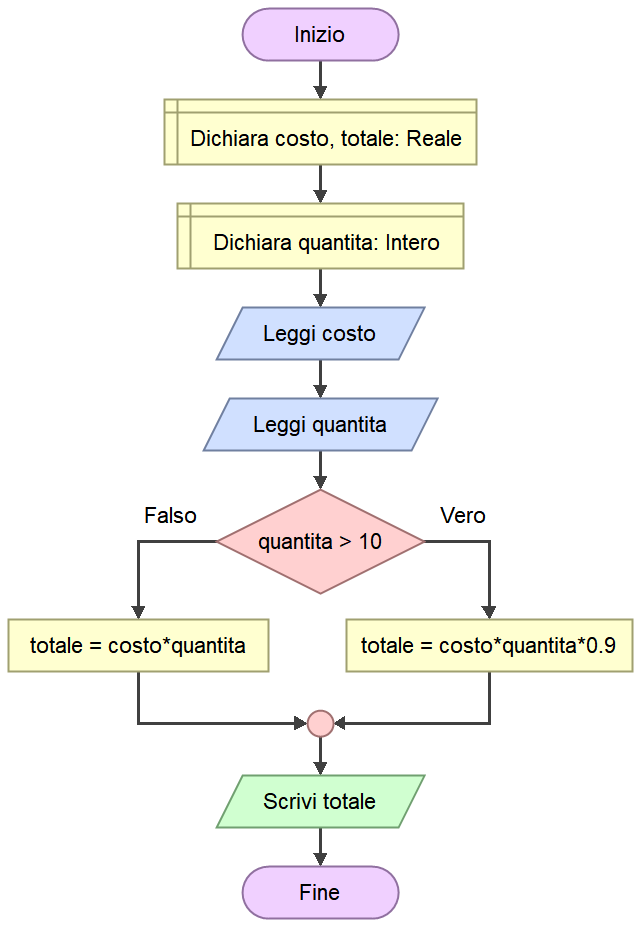 Inizio
Dichiara costo, totale: Reale
Dichiara quantita: Intero
Leggi costo
Leggi quantita
Falso
quantita > 10
Vero
totale = costo*quantita
totale = costo*quantita*0.9
Scrivi totale
Fine